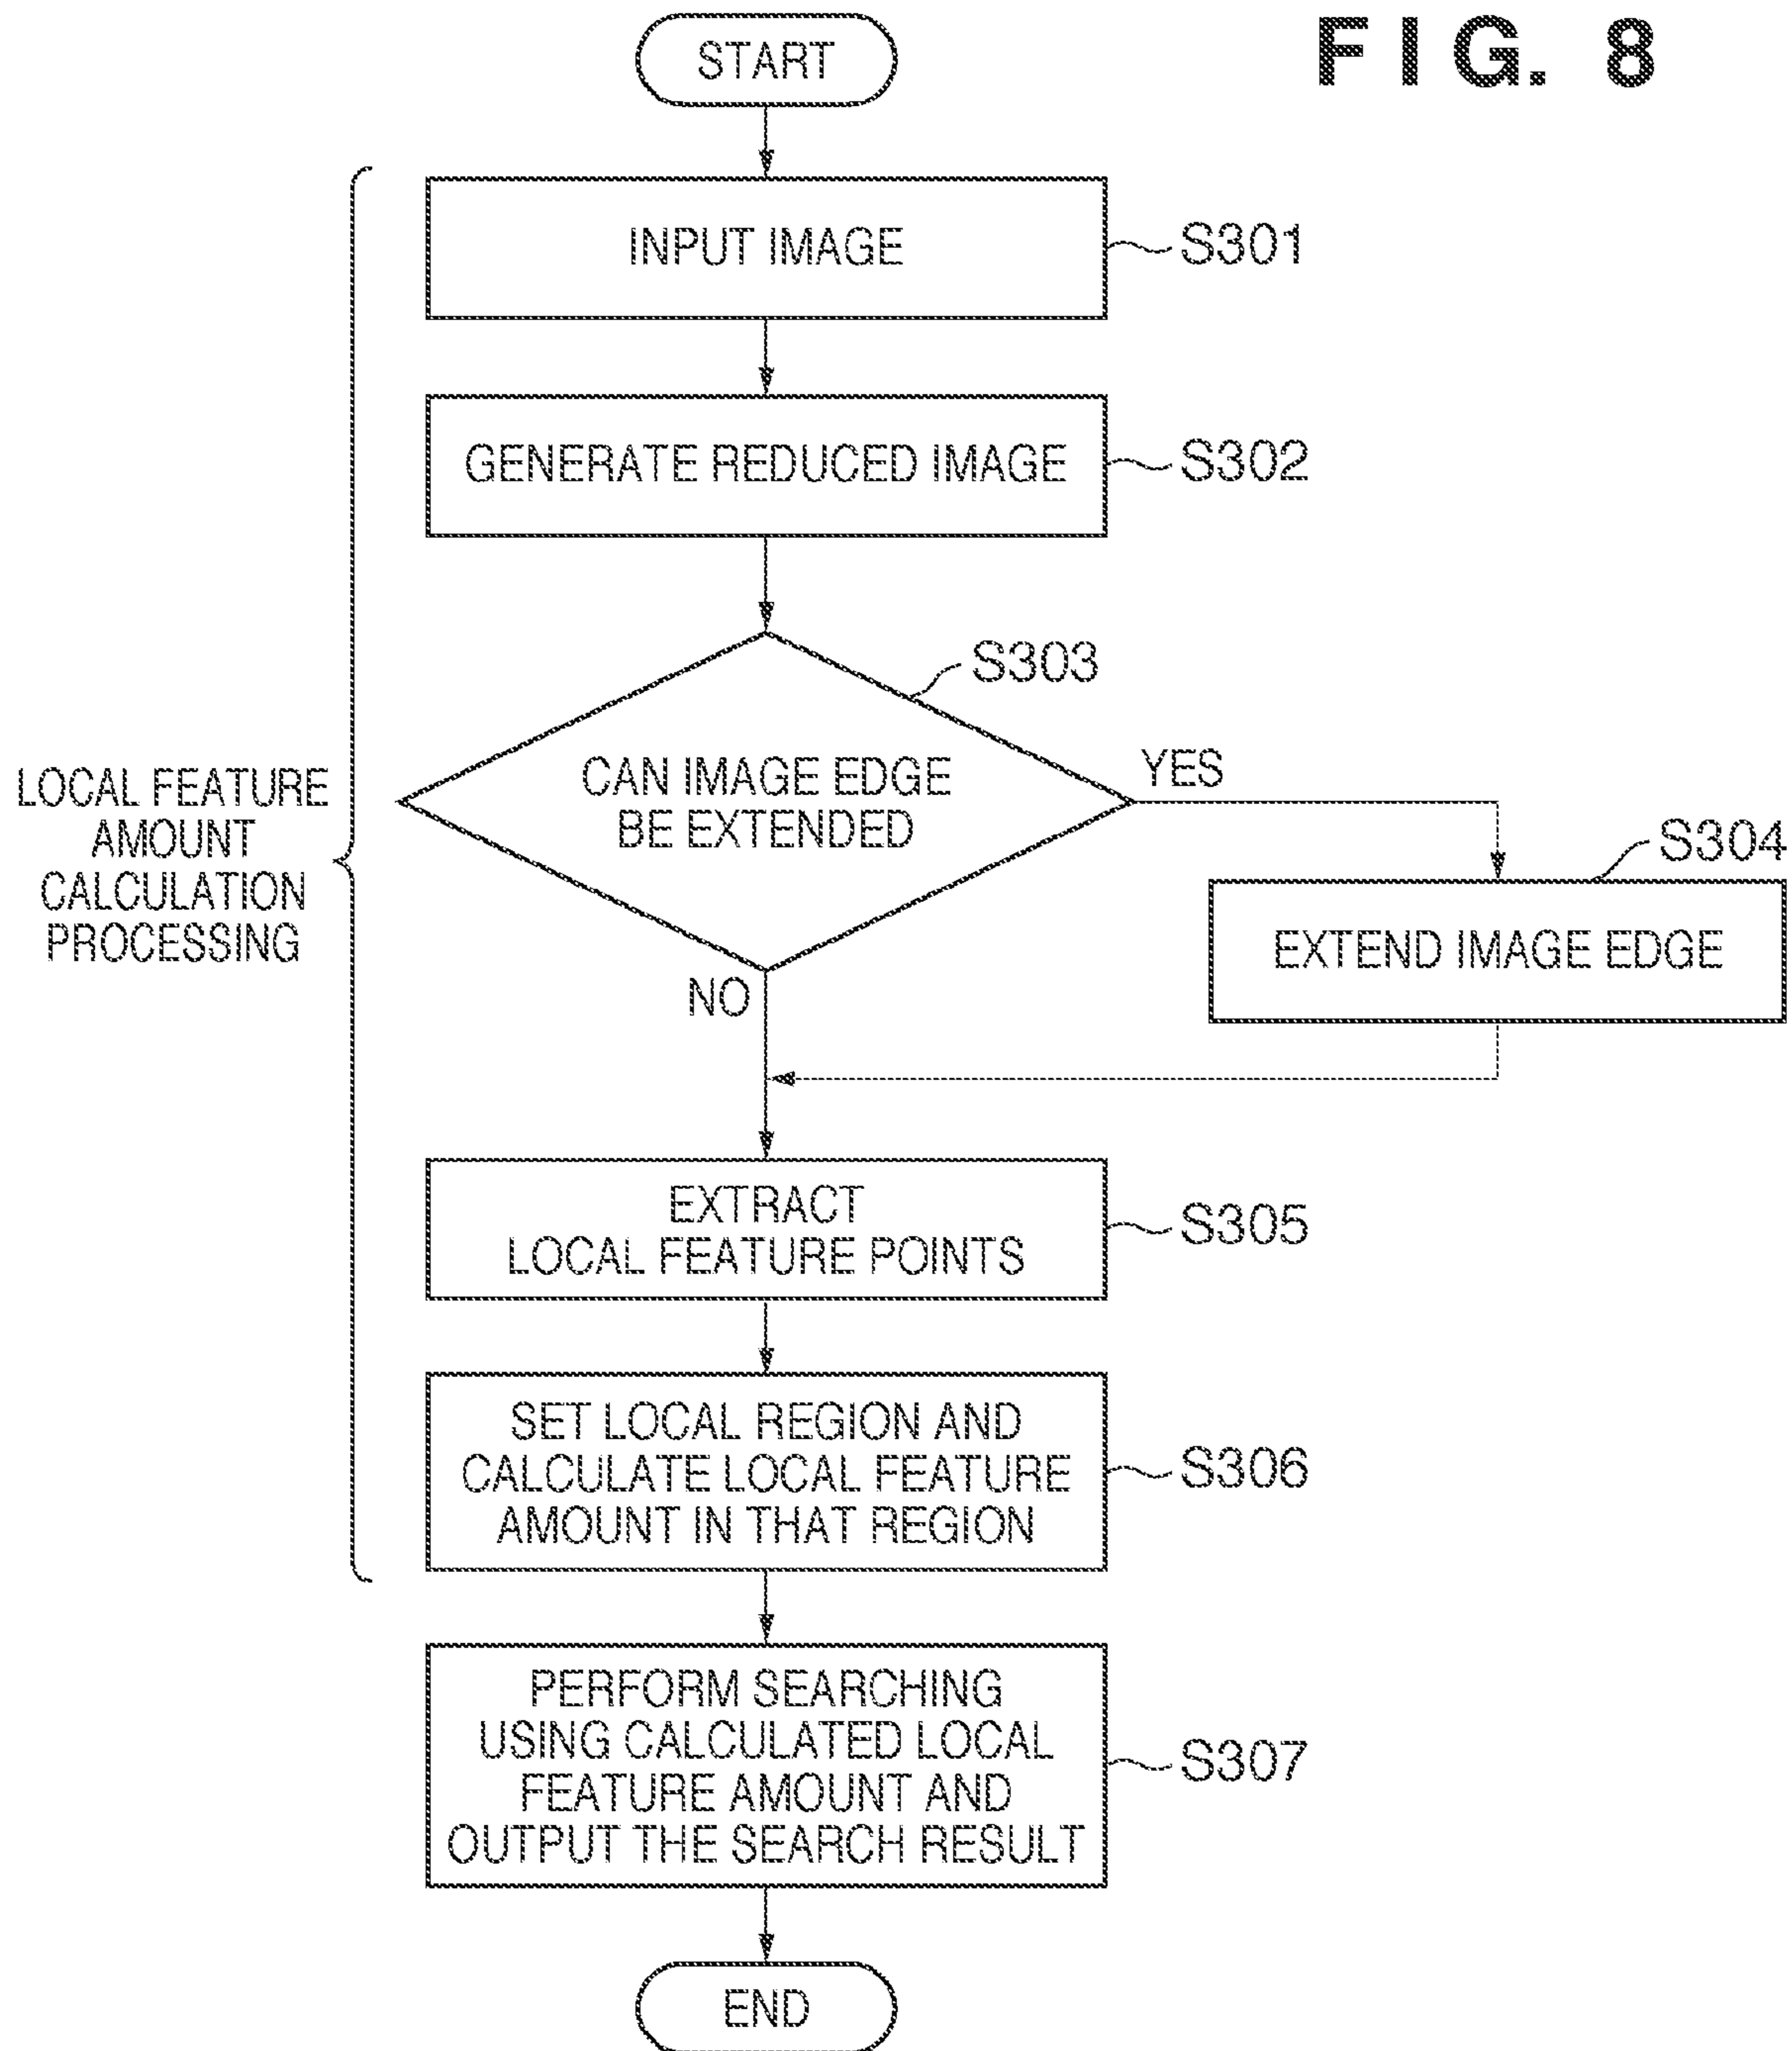 FIG. 8
START
INPUT IMAGE
S301
GENERATE REDUCED IMAGE
S302
S303
CAN IMAGE EDGE
BE EXTENDED
YES
NO
S304
EXTEND IMAGE EDGE
LOCAL FEATURE
AMOUNT
CALCULATION
PROCESSING
EXTRACT
LOCAL FEATURE POINTS
S305
SET LOCAL REGION AND
CALCULATE LOCAL FEATURE
AMOUNT IN THAT REGION
S306
PERFORM SEARCHING
USING CALCULATED LOCAL
FEATURE AMOUNT AND
OUTPUT THE SEARCH RESULT
S307
END